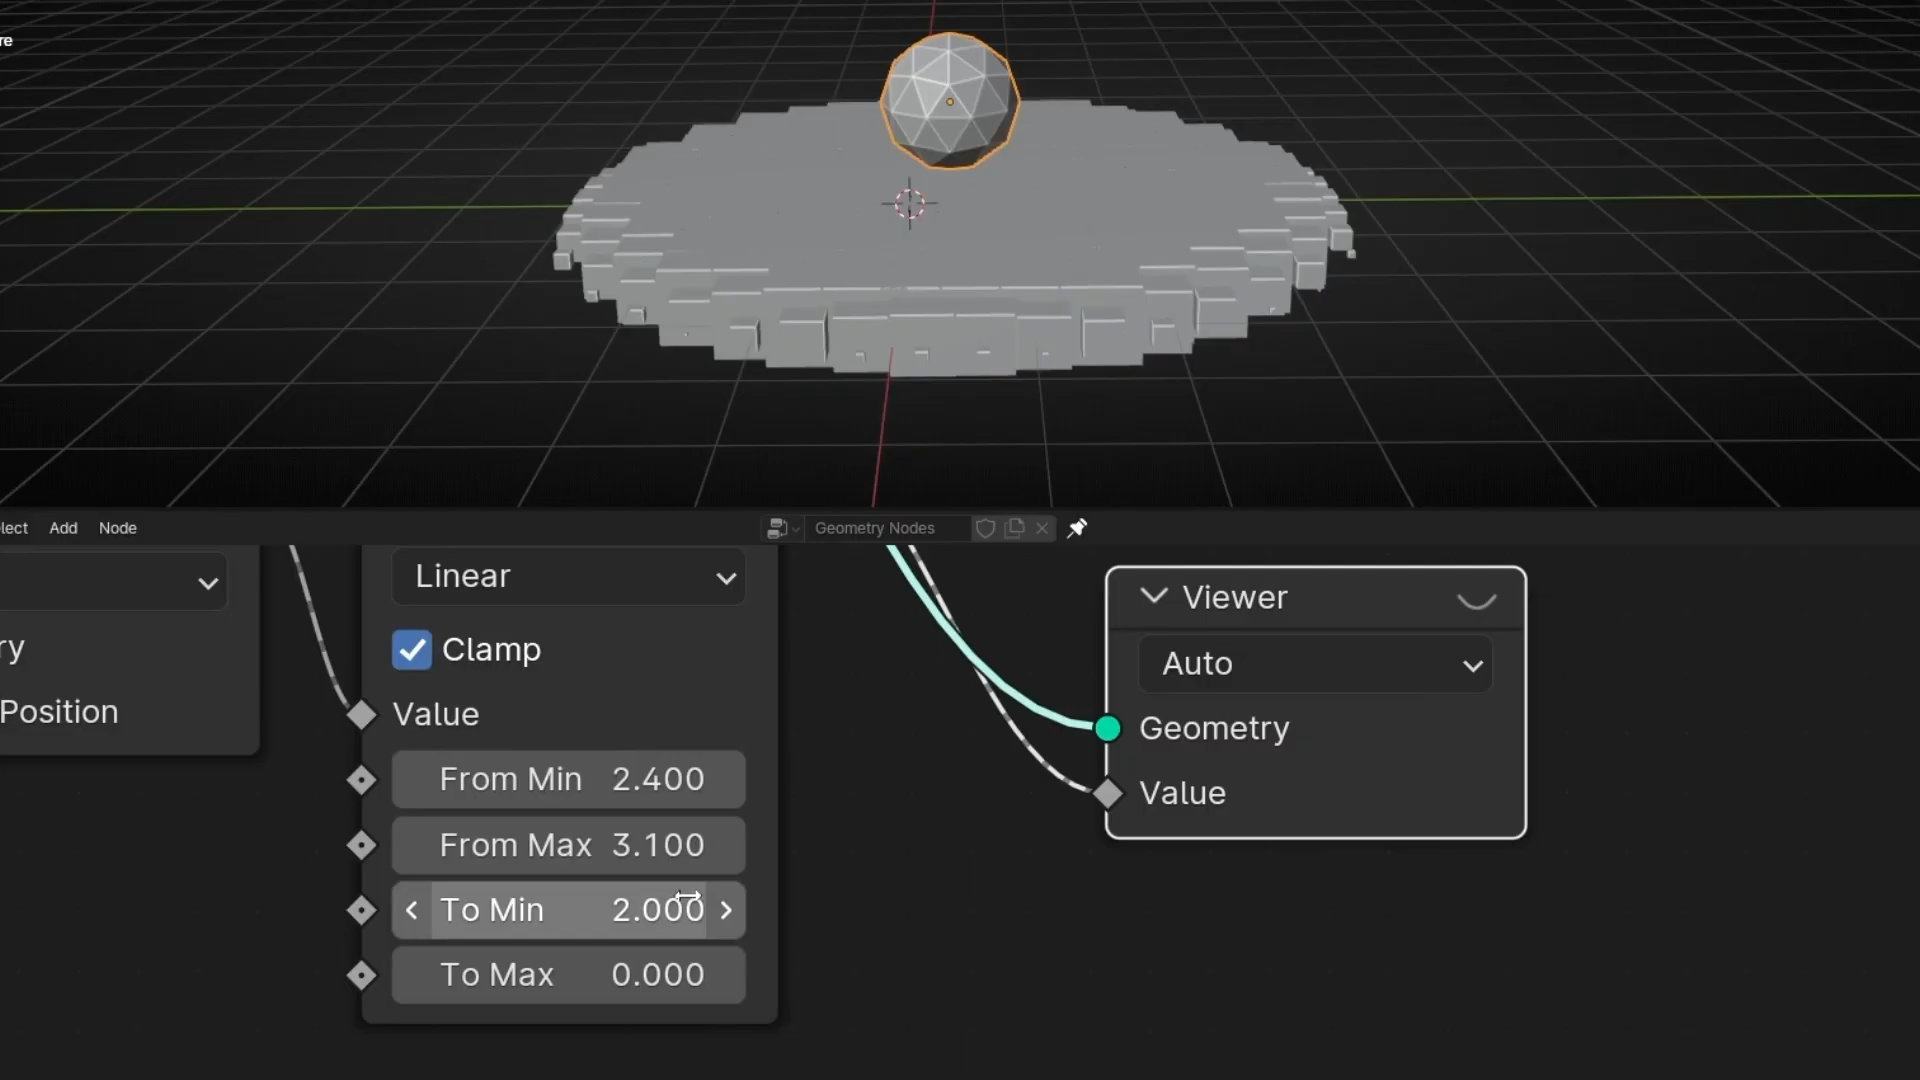 re
lect Add Node Geometry Nodes
Linear
Clamp
Value
From Min 2.400
From Max 3.100
To Min 2.000
To Max 0.000
ry
Position
Viewer
Auto
Geometry
Value